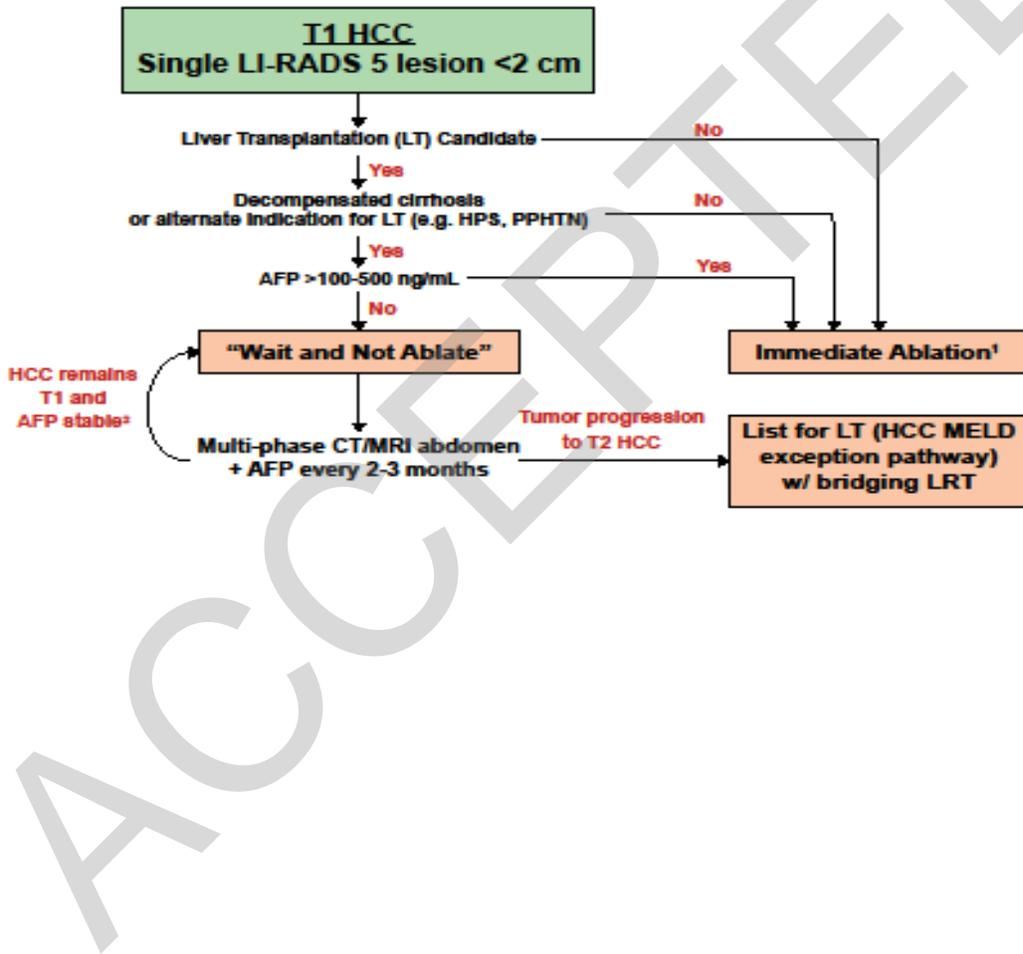 T1 HCC
Single LI-RADS 5 lesion <2 cm
Liver Transplantation (LT) Candidate
No
Yes
Decompensated cirrhosis
or alternate indication for LT (e.g. HPS, PPHTN)
No
Yes
AFP >100-500 ng/mL
Yes
No
“Wait and Not Ablate”
Immediate Ablation¹
HCC remains
T1 and
AFP stable²
Multi-phase CT/MRI abdomen
+ AFP every 2-3 months
Tumor progression
to T2 HCC
List for LT (HCC MELD
exception pathway)
w/ bridging LRT
ACCEPTED